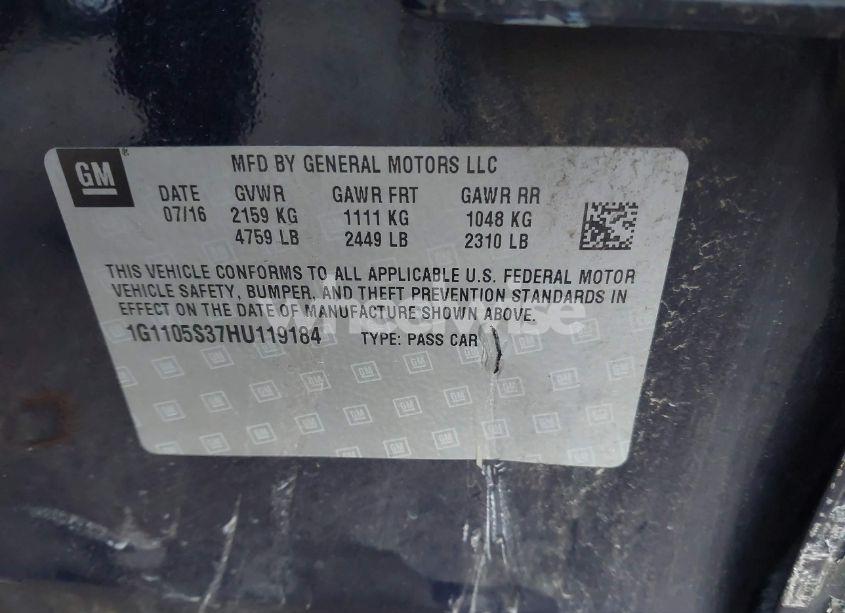 GM ® MFD BY GENERAL MOTORS LLC
DATE GVWR GAWR FRT GAWR RR
07/16 2159 KG 1111 KG 1048 KG
4759 LB 2449 LB 2310 LB
THIS VEHICLE CONFORMS TO ALL APPLICABLE U.S. FEDERAL MOTOR
VEHICLE SAFETY, BUMPER, AND THEFT PREVENTION STANDARDS IN
EFFECT ON THE DATE OF MANUFACTURE SHOWN ABOVE.
1G1105S37HU119184 TYPE: PASS CAR